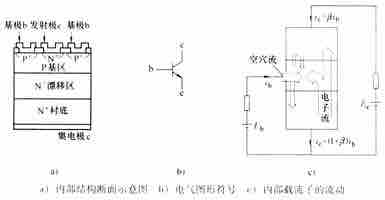 基极b 发射极e 基极b
P⁺ N⁺ P⁺
P基区
N⁻漂移区
N⁺衬底
集电极c
a)
c
b
e
b)
空穴流
i_b
电子流
E_b
E_c
i_c=βi_b
i_e=(1+β)i_b
c)
a) 内部结构断面示意图 b) 电气图形符号 c) 内部载流子的流动